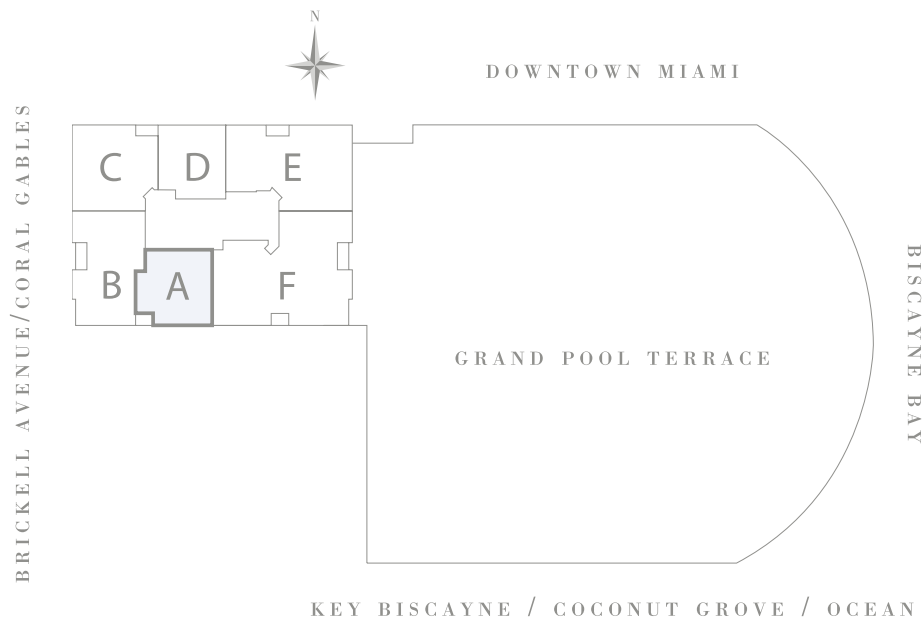 N
DOWNTOWN MIAMI
BRICKELL AVENUE/CORAL GABLES
C
D
E
B
A
F
GRAND POOL TERRACE
BISCAYNE BAY
KEY BISCAYNE / COCONUT GROVE / OCEAN